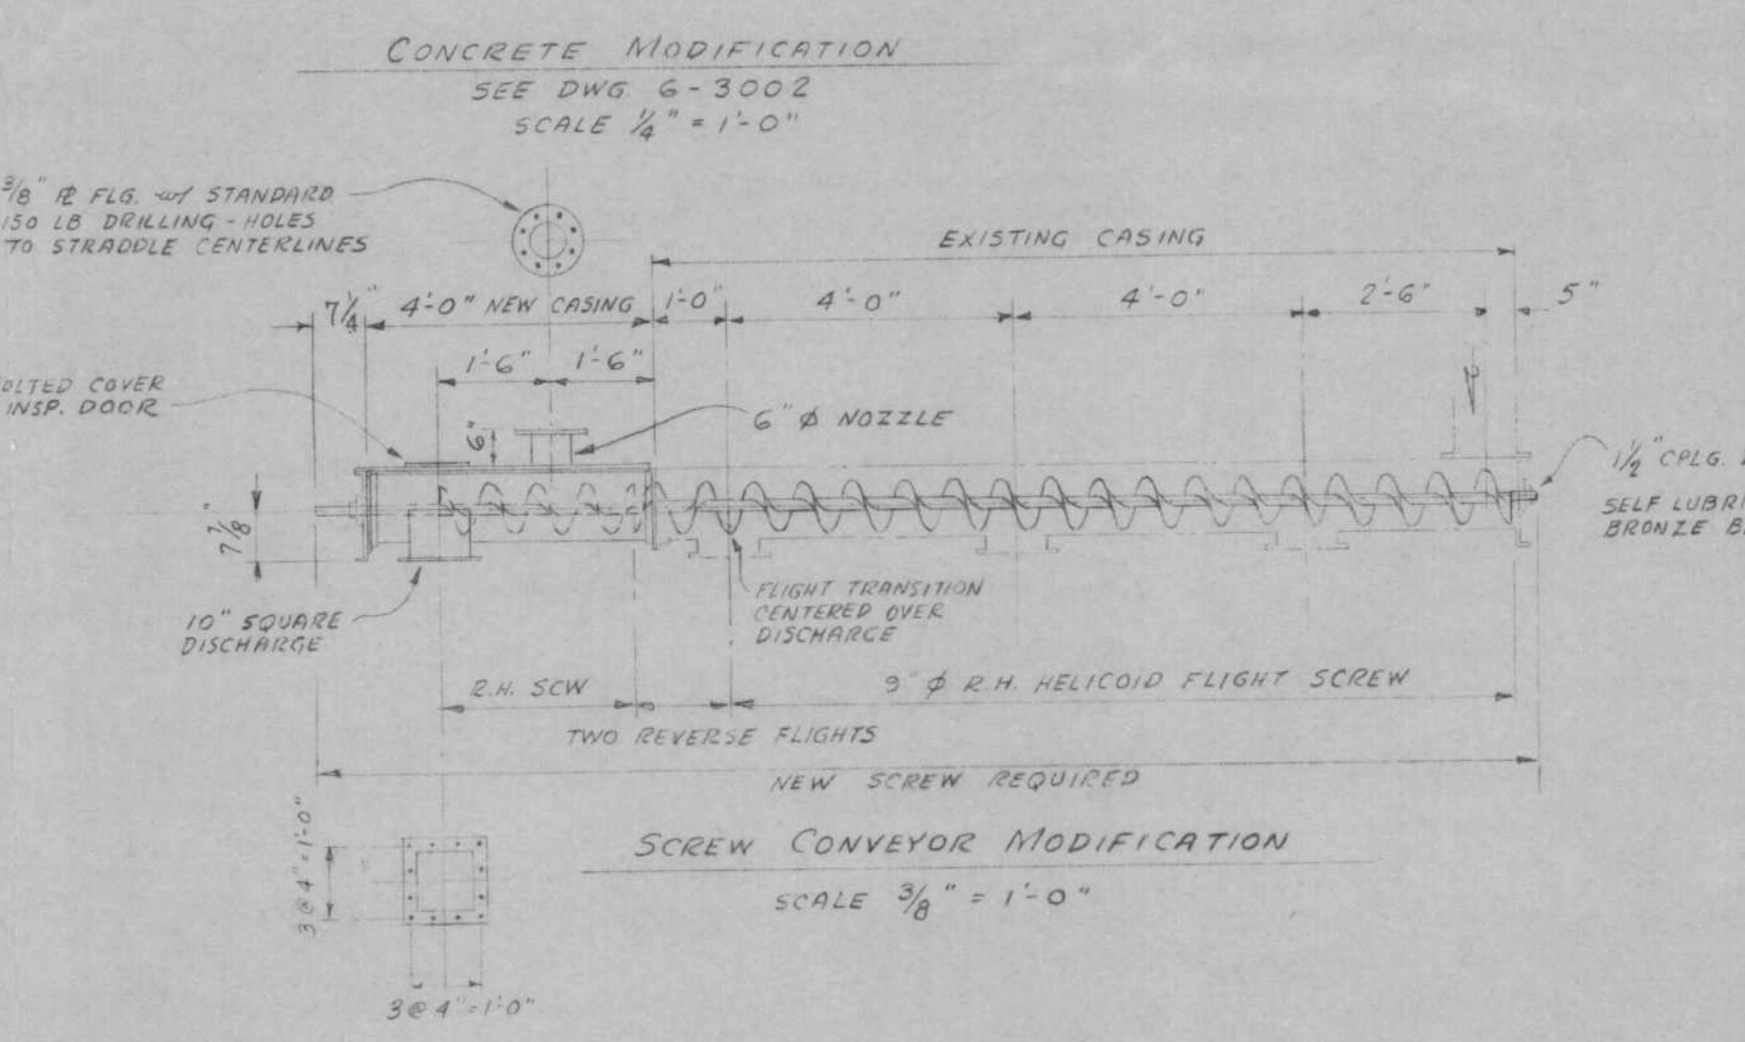 CONCRETE MODIFICATION
SEE DWG. 6-3002
SCALE 1/4" = 1'-0"
3/8" PL FLG. w/ STANDARD
150 LB DRILLING - HOLES
TO STRADDLE CENTERLINES
EXISTING CASING
7 1/4"
4'-0" NEW CASING
1'-0"
4'-0"
4'-0"
2'-6"
5"
1'-6"
1'-6"
OLTED COVER
INSP. DOOR
6"
6" Ø NOZZLE
1 1/2" CPLG.
SELF LUBRI
BRONZE B
7 7/8"
10" SQUARE
DISCHARGE
FLIGHT TRANSITION
CENTERED OVER
DISCHARGE
R.H. SCW
9" Ø R.H. HELICOID FLIGHT SCREW
TWO REVERSE FLIGHTS
NEW SCREW REQUIRED
SCREW CONVEYOR MODIFICATION
SCALE 3/8" = 1'-0"
3@4"=1'-0"
3@4"=1'-0"